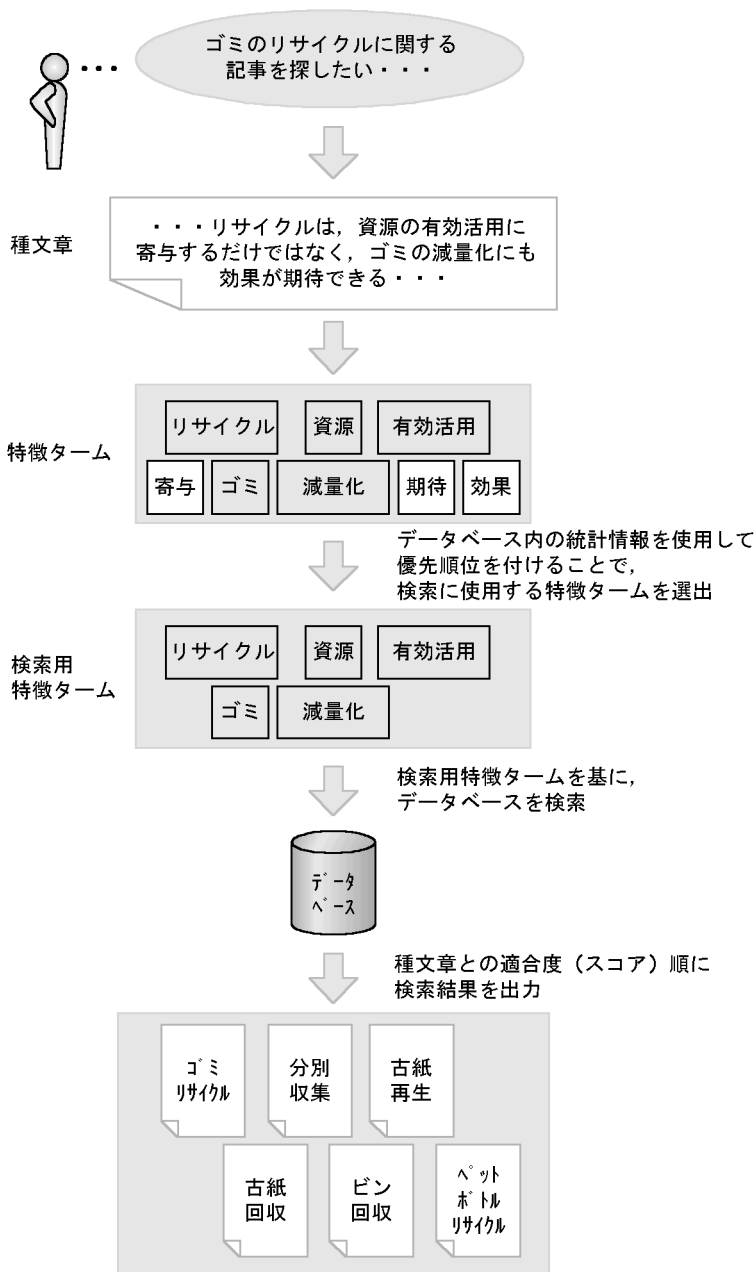 ゴミのリサイクルに関する
記事を探したい・・・
・・・
種文章
・・・リサイクルは，資源の有効活用に
寄与するだけではなく，ゴミの減量化にも
効果が期待できる・・・
特徴ターム
リサイクル 資源 有効活用
寄与 ゴミ 減量化 期待 効果
データベース内の統計情報を使用して
優先順位を付けることで，
検索に使用する特徴タームを選出
検索用
特徴ターム
リサイクル 資源 有効活用
ゴミ 減量化
検索用特徴タームを基に，
データベースを検索
ﾃﾞｰﾀ
ﾍﾞｰｽ
種文章との適合度（スコア）順に
検索結果を出力
ｺﾞﾐ
ﾘｻｲｸﾙ
分別
収集
古紙
再生
古紙
回収
ビン
回収
ﾍﾟｯﾄ
ﾎﾞﾄﾙ
ﾘｻｲｸﾙ